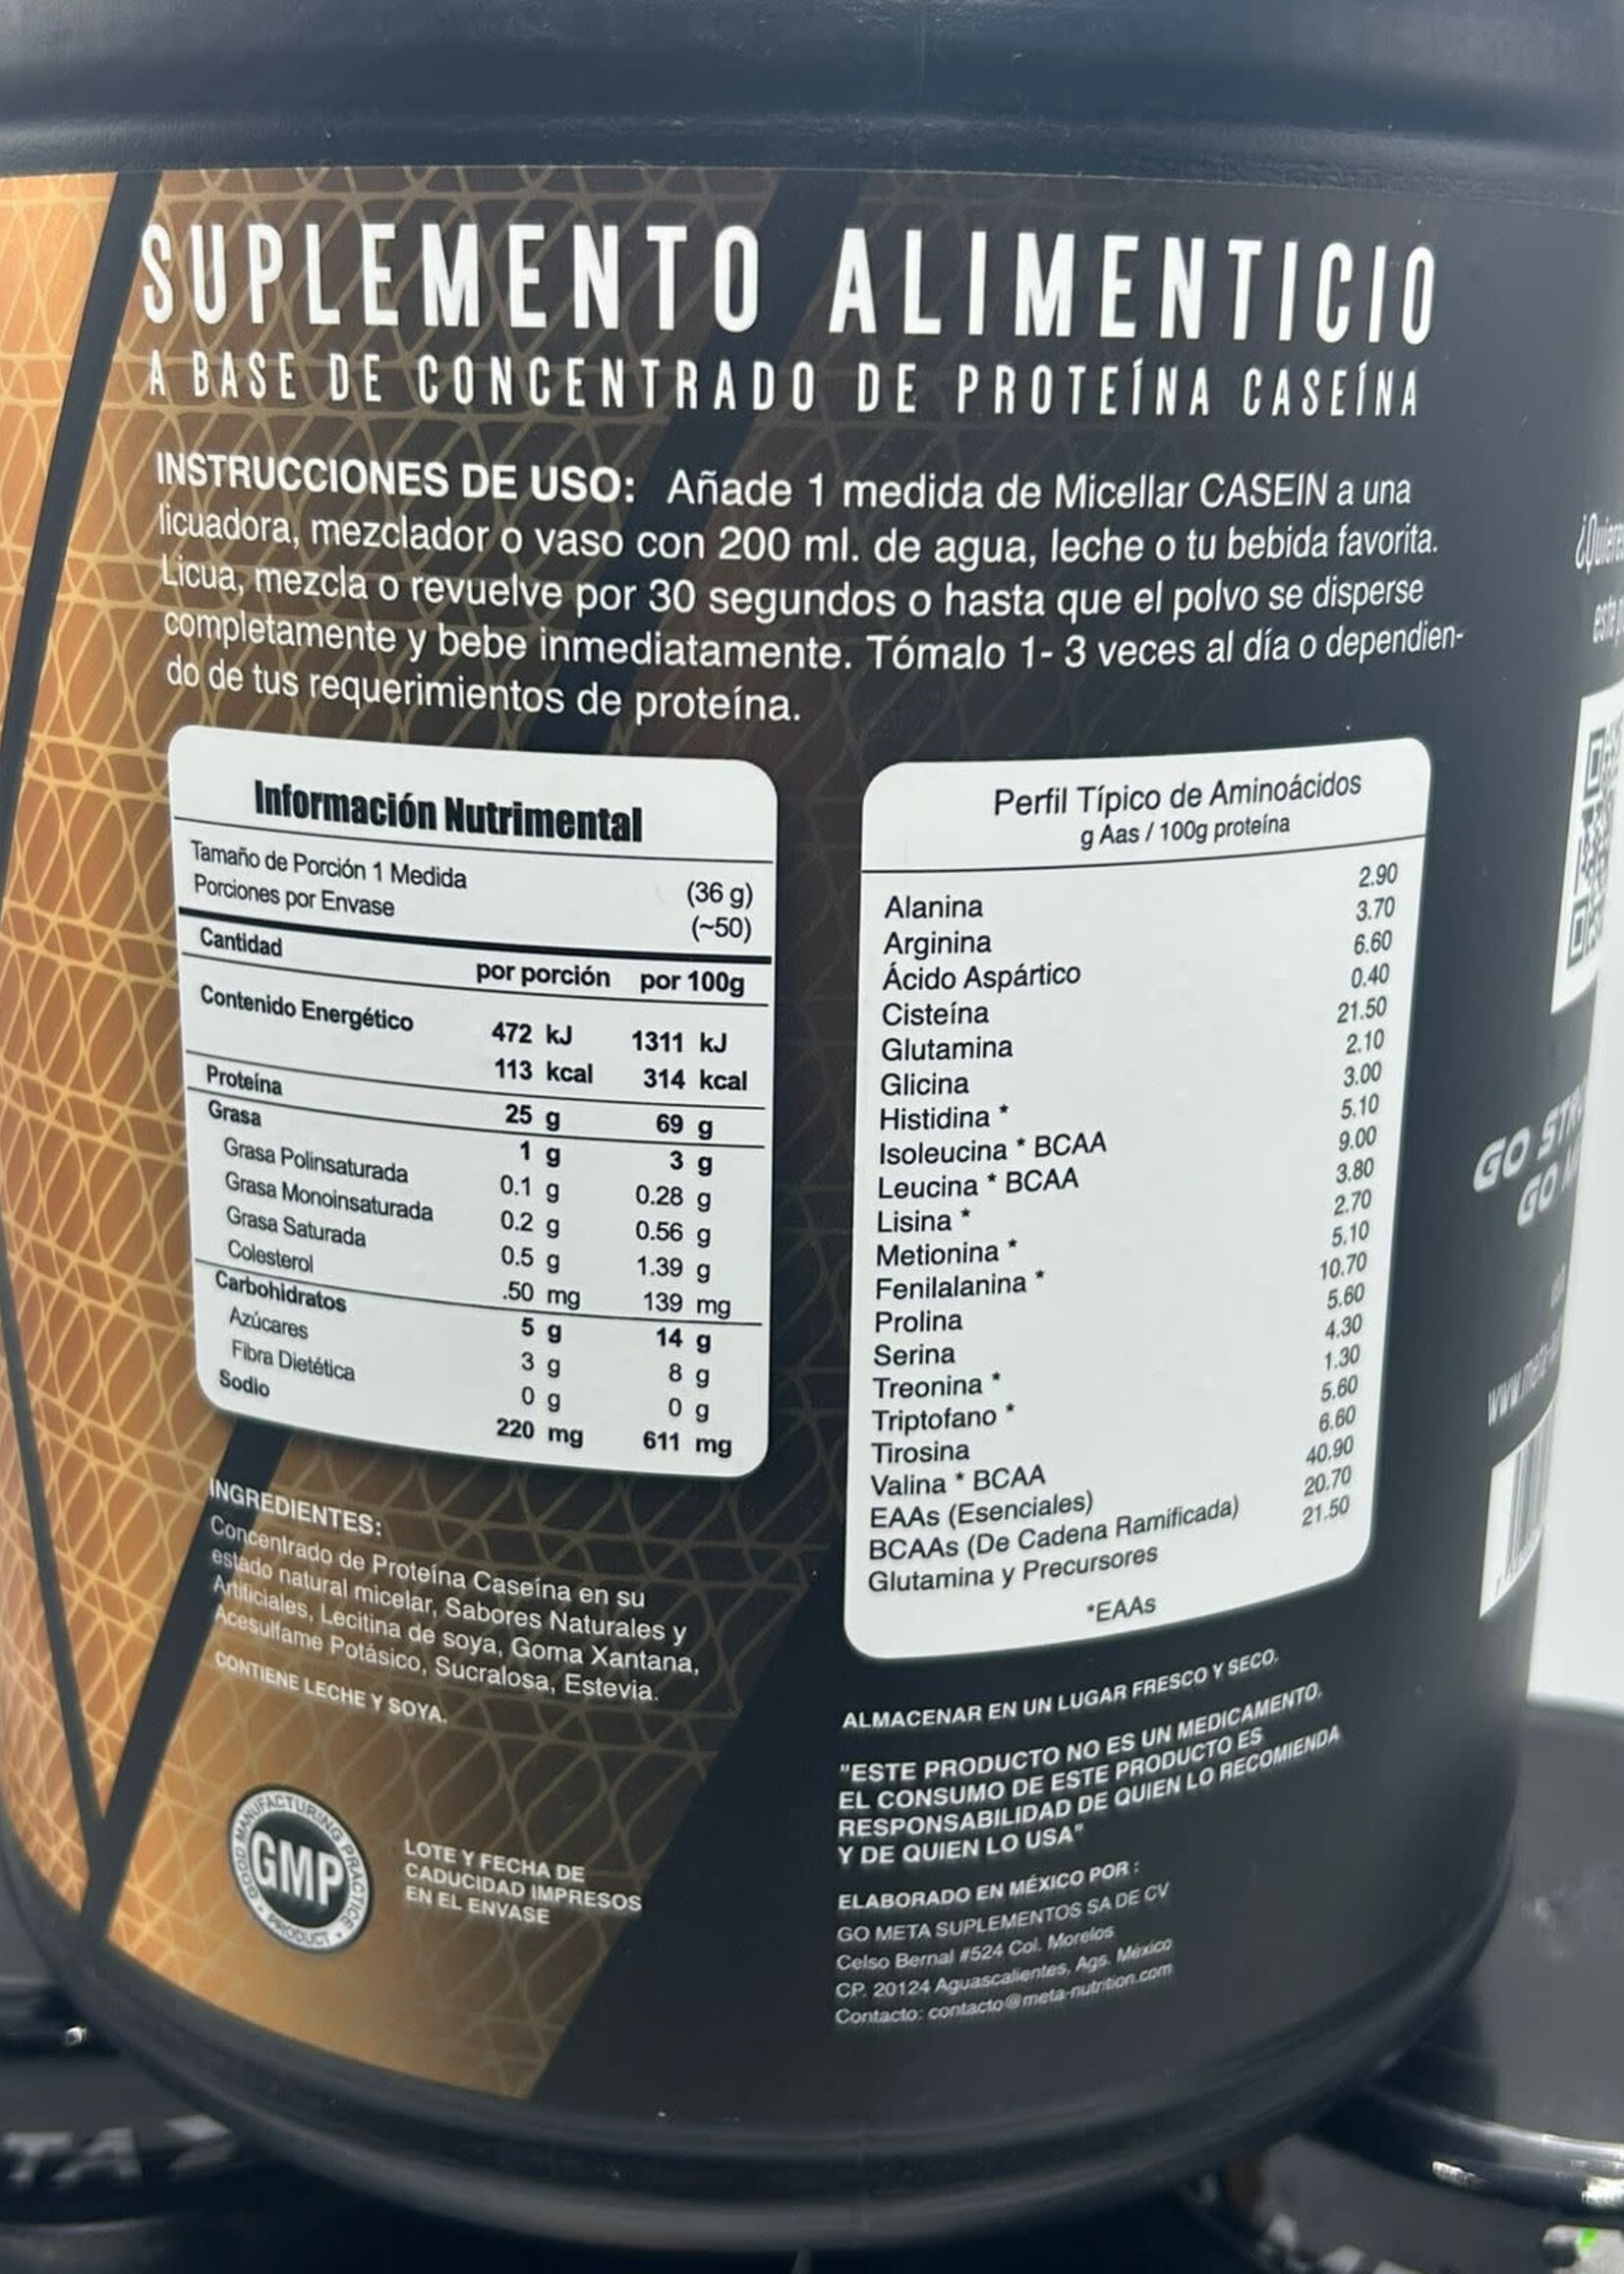 SUPLEMENTO ALIMENTICIO
A BASE DE CONCENTRADO DE PROTEÍNA CASEÍNA
INSTRUCCIONES DE USO: Añade 1 medida de Micellar CASEIN a una
licuadora, mezclador o vaso con 200 ml. de agua, leche o tu bebida favorita.
Licua, mezcla o revuelve por 30 segundos o hasta que el polvo se disperse
completamente y bebe inmediatamente. Tómalo 1- 3 veces al día o dependien-
do de tus requerimientos de proteína.
Información Nutrimental
Tamaño de Porción 1 Medida (36 g)
Porciones por Envase (~50)
Cantidad por porción por 100g
Contenido Energético 472 kJ 1311 kJ
113 kcal 314 kcal
Proteína 25 g 69 g
Grasa 1 g 3 g
Grasa Polinsaturada 0.1 g 0.28 g
Grasa Monoinsaturada 0.2 g 0.56 g
Grasa Saturada 0.5 g 1.39 g
Colesterol .50 mg 139 mg
Carbohidratos 5 g 14 g
Azúcares 3 g 8 g
Fibra Dietética 0 g 0 g
Sodio 220 mg 611 mg
INGREDIENTES:
Concentrado de Proteína Caseína en su
estado natural micelar, Sabores Naturales y
Artificiales, Lecitina de soya, Goma Xantana,
Acesulfame Potásico, Sucralosa, Estevia.
CONTIENE LECHE Y SOYA.
GOOD MANUFACTURING PRACTICE
GMP
PRODUCT
LOTE Y FECHA DE
CADUCIDAD IMPRESOS
EN EL ENVASE
Perfil Típico de Aminoácidos
g Aas / 100g proteína
Alanina 2.90
Arginina 3.70
Ácido Aspártico 6.60
Cisteína 0.40
Glutamina 21.50
Glicina 2.10
Histidina * 3.00
Isoleucina * BCAA 5.10
Leucina * BCAA 9.00
Lisina * 3.80
Metionina * 2.70
Fenilalanina * 5.10
Prolina 10.70
Serina 5.60
Treonina * 4.30
Triptofano * 1.30
Tirosina 5.60
Valina * BCAA 6.60
EAAs (Esenciales) 40.90
BCAAs (De Cadena Ramificada) 20.70
Glutamina y Precursores 21.50
*EAAs
ALMACENAR EN UN LUGAR FRESCO Y SECO.
"ESTE PRODUCTO NO ES UN MEDICAMENTO.
EL CONSUMO DE ESTE PRODUCTO ES
RESPONSABILIDAD DE QUIEN LO RECOMIENDA
Y DE QUIEN LO USA"
ELABORADO EN MÉXICO POR :
GO META SUPLEMENTOS SA DE CV
Celso Bernal #524 Col. Morelos
CP. 20124 Aguascalientes, Ags. México
Contacto: contacto@meta-nutrition.com
GO
GO
TA